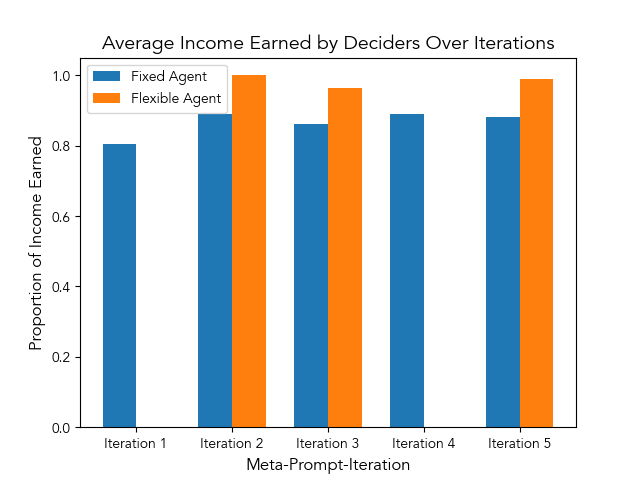 Average Income Earned by Deciders Over Iterations
Fixed Agent
Flexible Agent
Proportion of Income Earned
1.0
0.8
0.6
0.4
0.2
0.0
Iteration 1
Iteration 2
Iteration 3
Iteration 4
Iteration 5
Meta-Prompt-Iteration